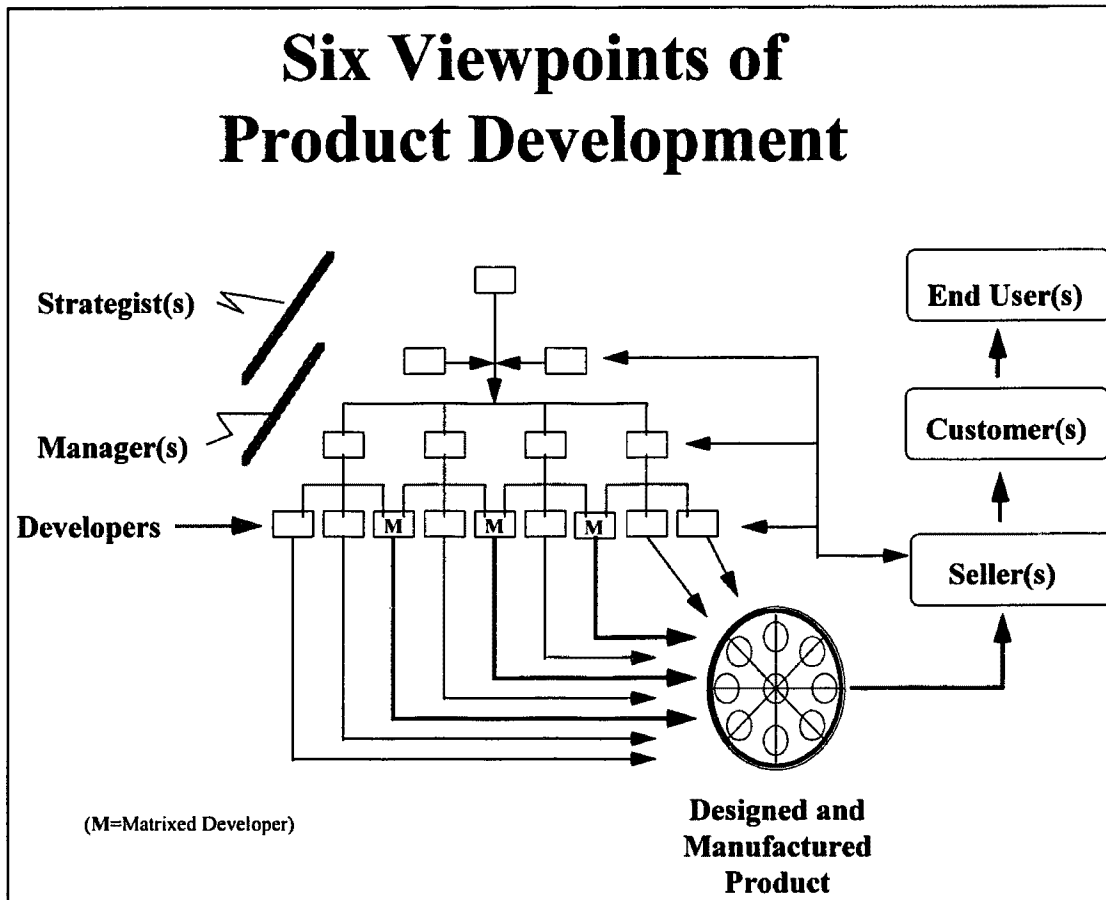 Six Viewpoints of
Product Development
Strategist(s)
Manager(s)
Developers
M
M
M
End User(s)
Customer(s)
Seller(s)
(M=Matrixed Developer)
Designed and
Manufactured
Product